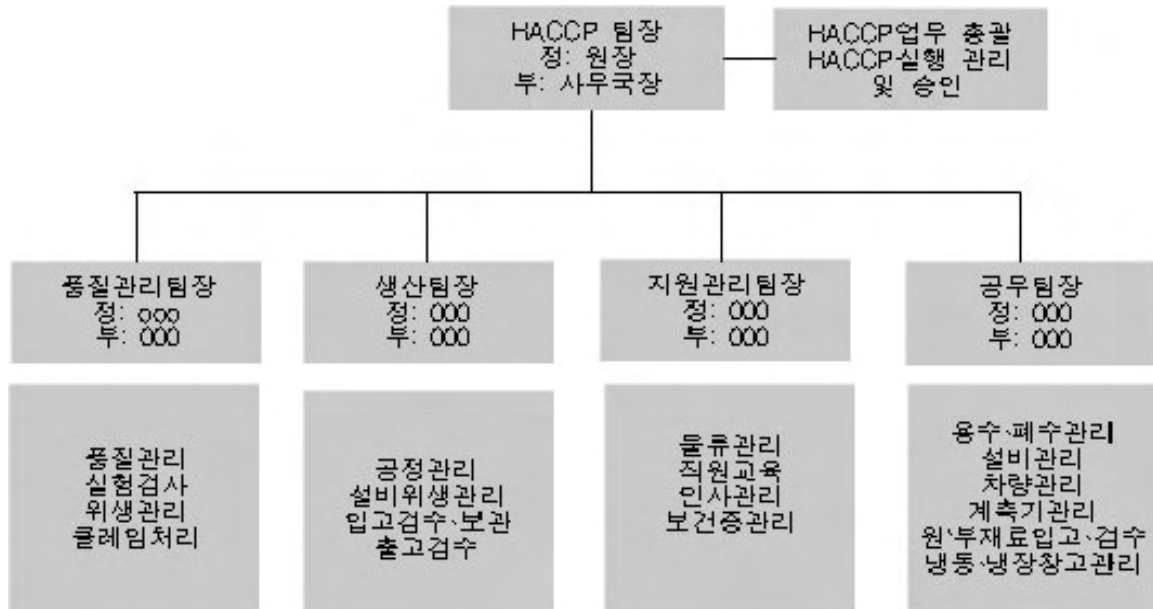 HACCP 팀장
정: 원장
부: 사무국장
HACCP업무 총괄
HACCP실행 관리
및 승인
품질관리팀장
정: 000
부: 000
생산팀장
정: 000
부: 000
지원관리팀장
정: 000
부: 000
공무팀장
정: 000
부: 000
품질관리
실험검사
위생관리
클레임처리
공정관리
설비위생관리
입고검수·보관
출고검수
물류관리
직원교육
인사관리
보건증관리
용수·폐수관리
설비관리
차량관리
계측기관리
원·부재료입고·검수
냉동·냉장창고관리